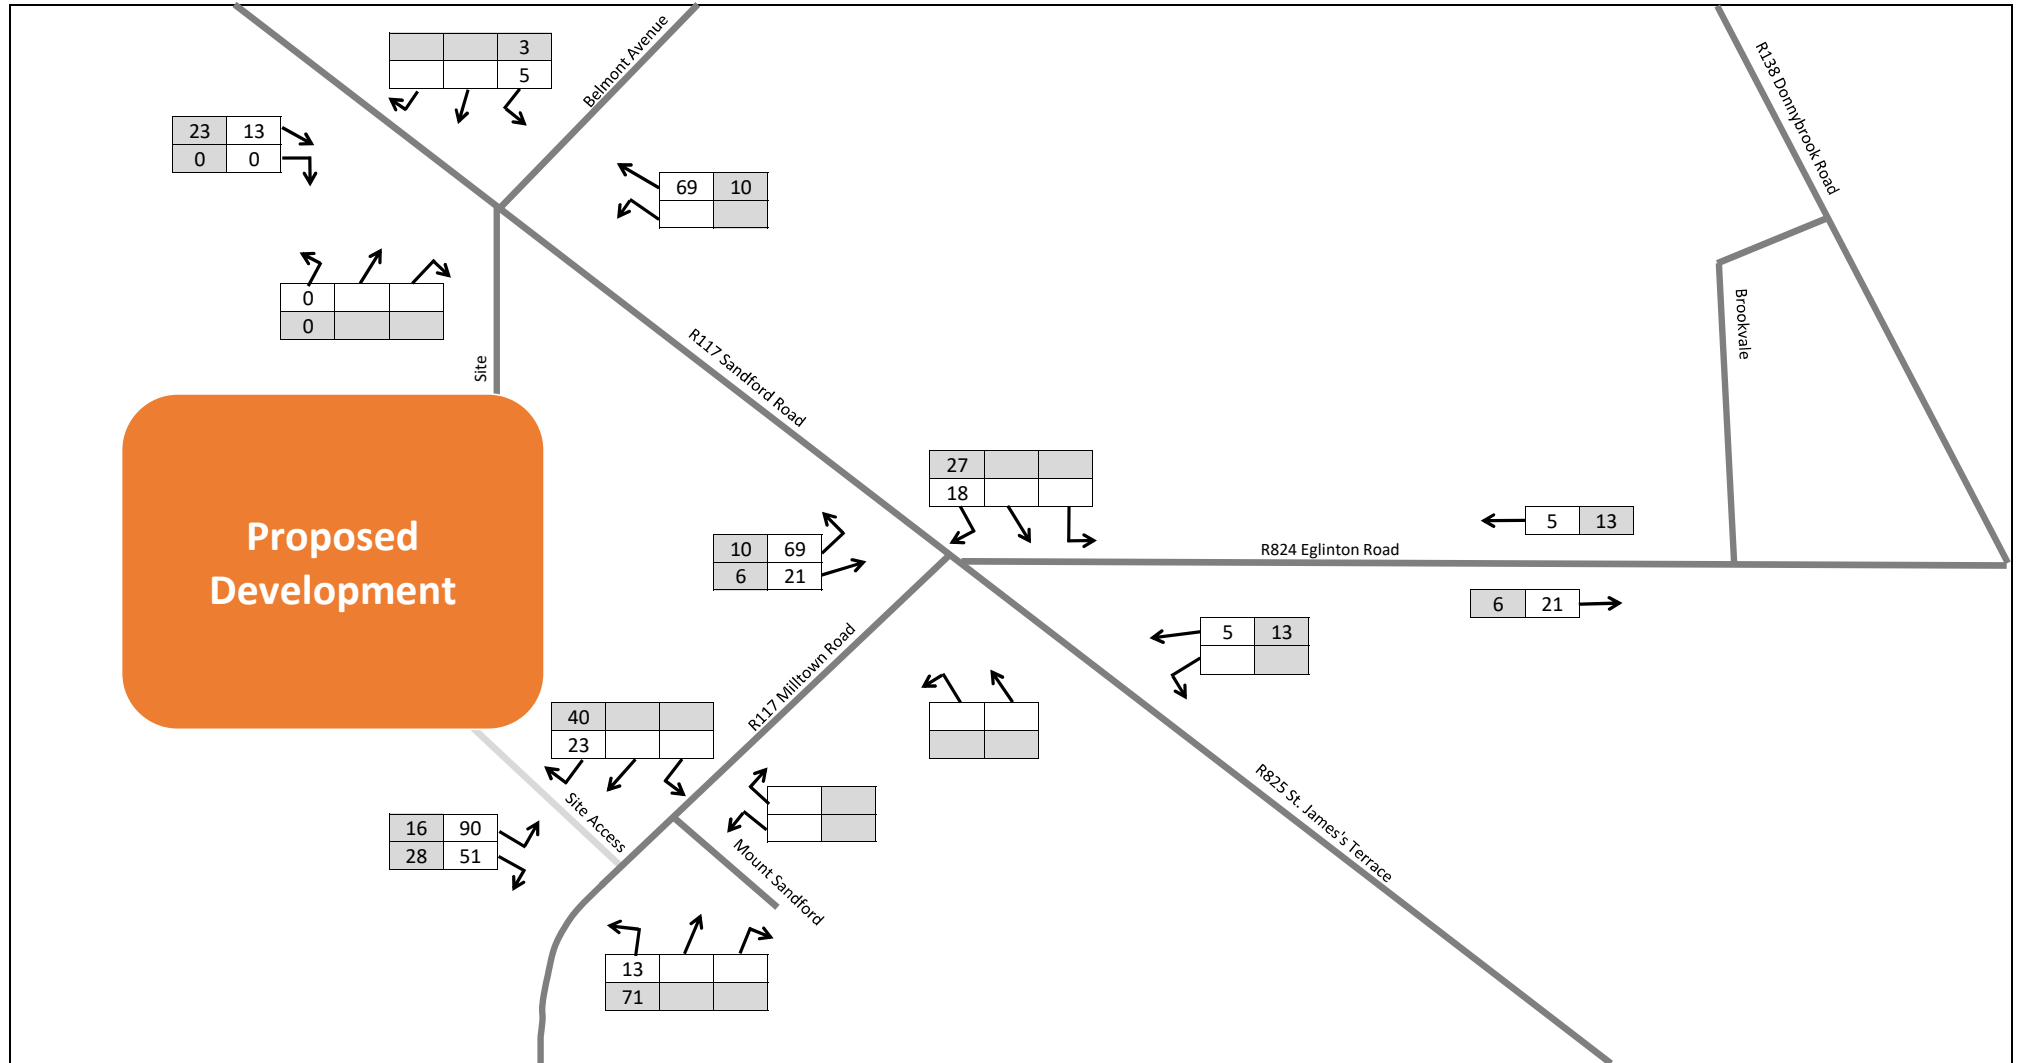 3
5
Belmont Avenue
R138 Donnybrook Road
23 13
0 0
69 10
0
0
Site
R117 Sandford Road
Brookvale
Proposed
Development
27
18
10 69
6 21
R824 Eglinton Road
5 13
6 21
5 13
R117 Milltown Road
40
23
Site Access
16 90
28 51
Mount Sandford
R825 St. James's Terrace
13
71